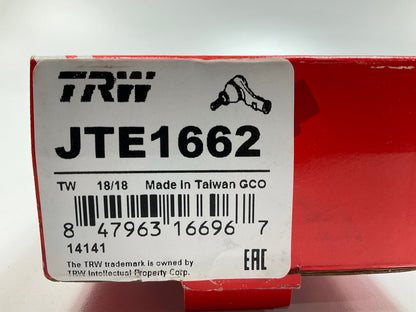 TRW
JTE1662
TW 18/18 Made in Taiwan GCO
8 47963 16696 7
14141
The TRW trademark is owned by
TRW Intellectual Property Corp.
EAC